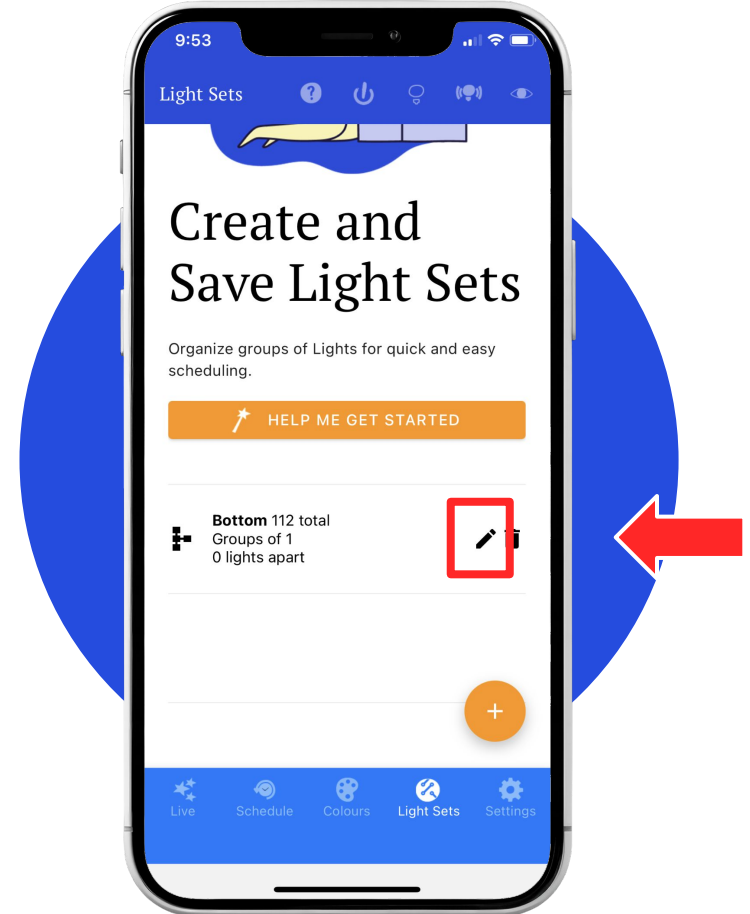 9:53
Light Sets
Create and
Save Light Sets
Organize groups of Lights for quick and easy
scheduling.
HELP ME GET STARTED
Bottom 112 total
Groups of 1
0 lights apart
+
Live Schedule Colours Light Sets Settings